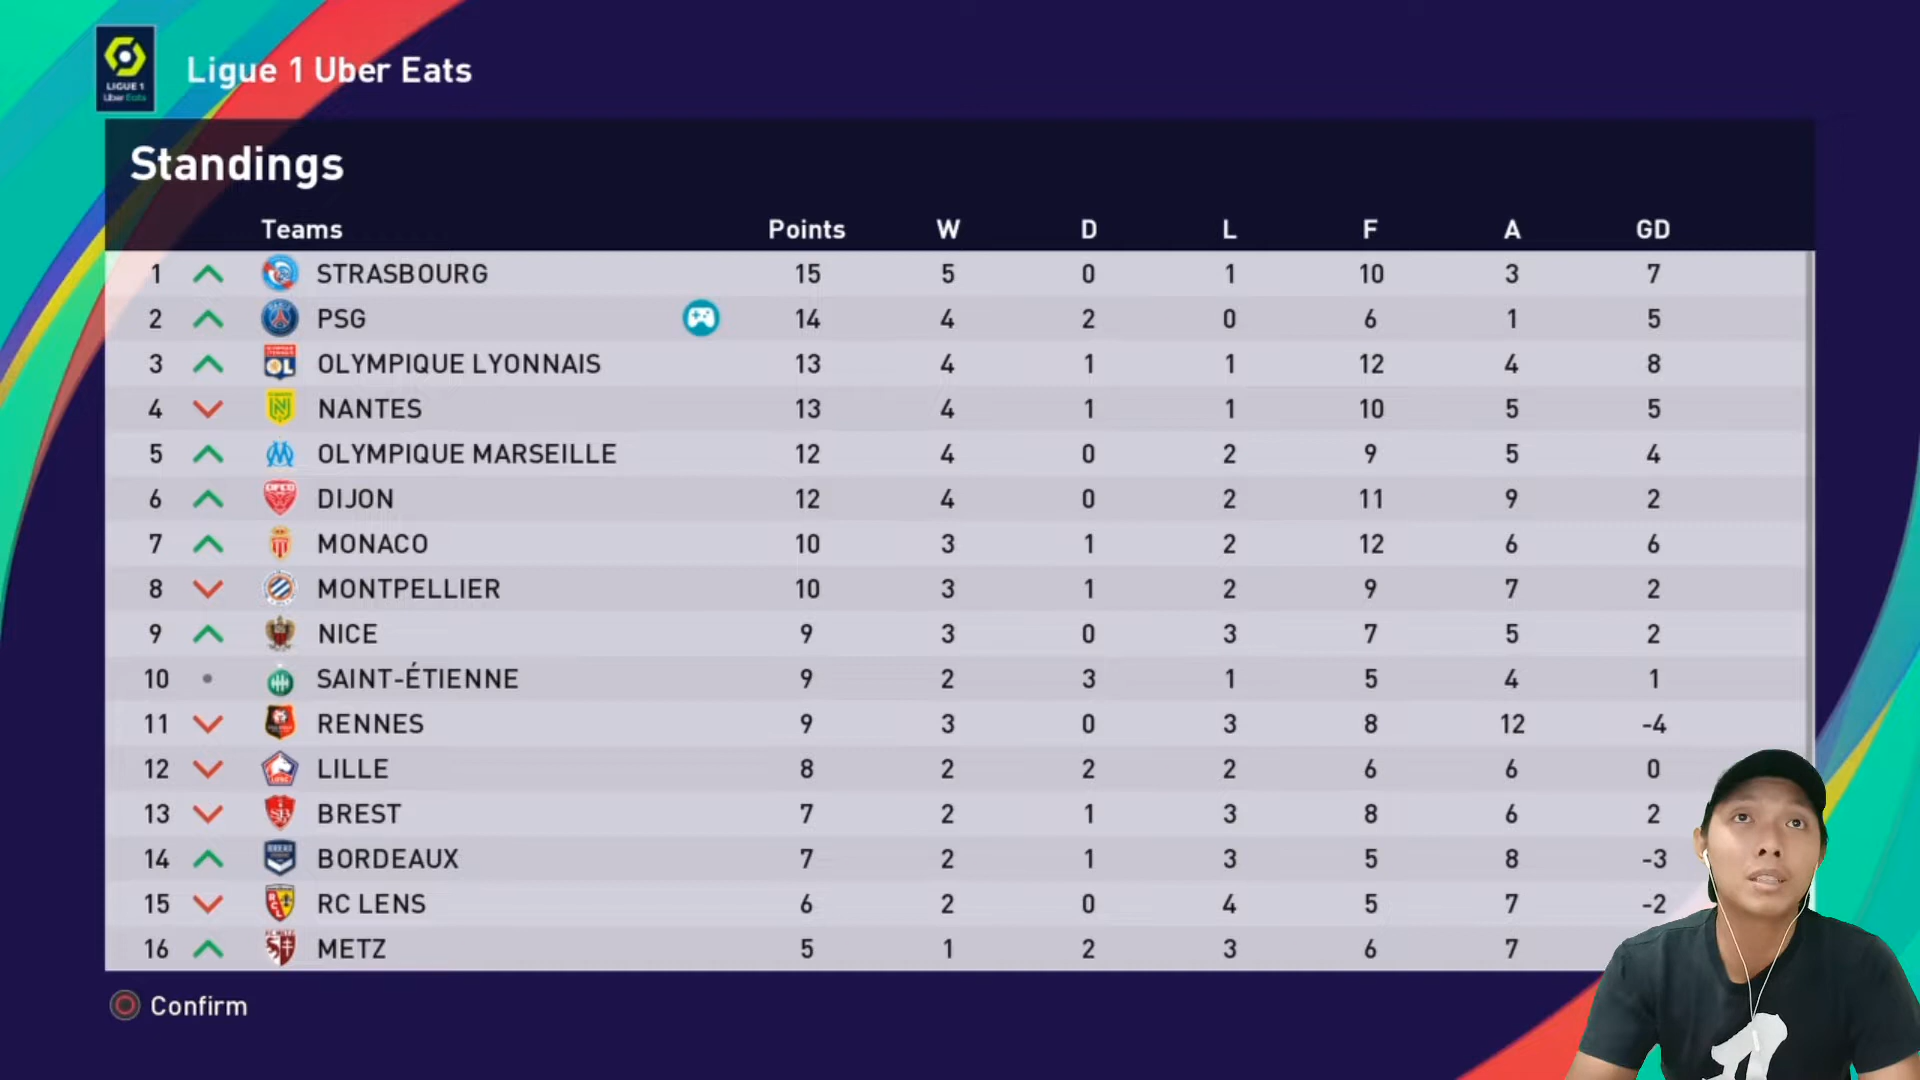 LIGUE 1
Uber Eats
Ligue 1 Uber Eats
Standings
Teams Points W D L F A GD
1 STRASBOURG 15 5 0 1 10 3 7
2 PSG 14 4 2 0 6 1 5
3 OLYMPIQUE LYONNAIS 13 4 1 1 12 4 8
4 NANTES 13 4 1 1 10 5 5
5 OLYMPIQUE MARSEILLE 12 4 0 2 9 5 4
6 DIJON 12 4 0 2 11 9 2
7 MONACO 10 3 1 2 12 6 6
8 MONTPELLIER 10 3 1 2 9 7 2
9 NICE 9 3 0 3 7 5 2
10 SAINT-ÉTIENNE 9 2 3 1 5 4 1
11 RENNES 9 3 0 3 8 12 -4
12 LILLE 8 2 2 2 6 6 0
13 BREST 7 2 1 3 8 6 2
14 BORDEAUX 7 2 1 3 5 8 -3
15 RC LENS 6 2 0 4 5 7 -2
16 METZ 5 1 2 3 6 7
Confirm